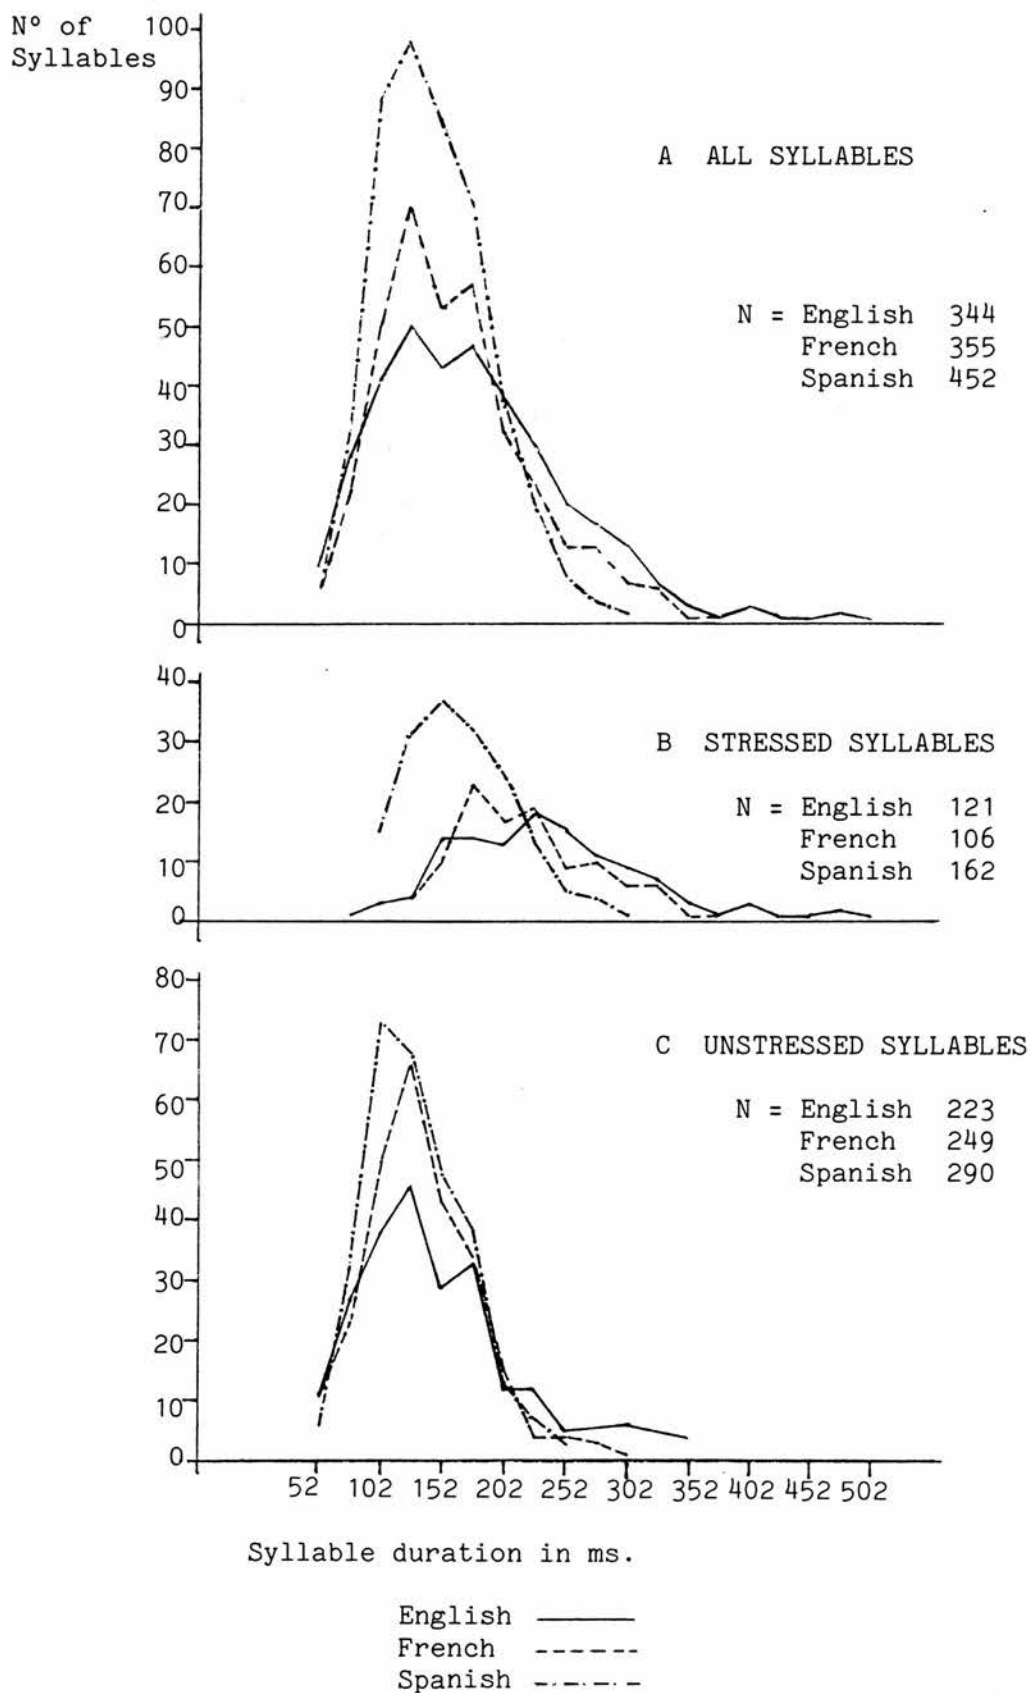 N° of
Syllables
100
90
80
70
60
50
40
30
20
10
0
A ALL SYLLABLES
N = English 344
French 355
Spanish 452
40
30
20
10
0
B STRESSED SYLLABLES
N = English 121
French 106
Spanish 162
80
70
60
50
40
30
20
10
0
C UNSTRESSED SYLLABLES
N = English 223
French 249
Spanish 290
52 102 152 202 252 302 352 402 452 502
Syllable duration in ms.
English
French
Spanish